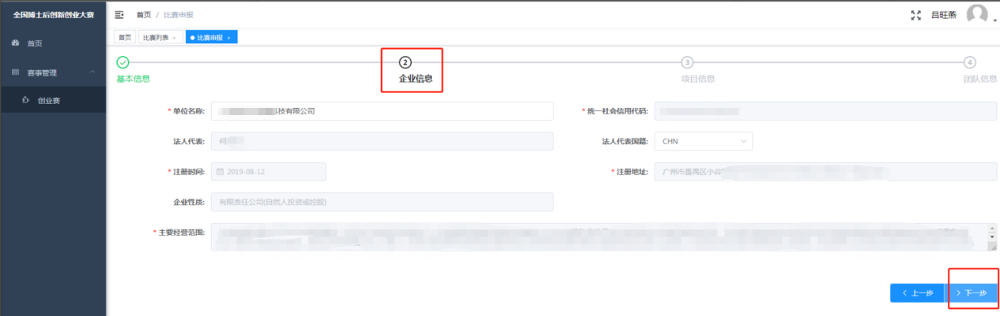 全国博士后创新创业大赛
首页 / 比赛申报
吕旺燕
首页
赛事管理
创业赛
首页 比赛列表 × 比赛申报 ×
2 3 4
基本信息 企业信息 项目信息 团队信息
* 单位名称: 科技有限公司 * 统一社会信用代码:
法人代表: 何 法人代表国籍: CHN
* 注册时间: 2019-08-12 * 注册地址: 广州市番禺区小谷
企业性质: 有限责任公司(自然人投资或控股)
* 主要经营范围:
< 上一步 > 下一步